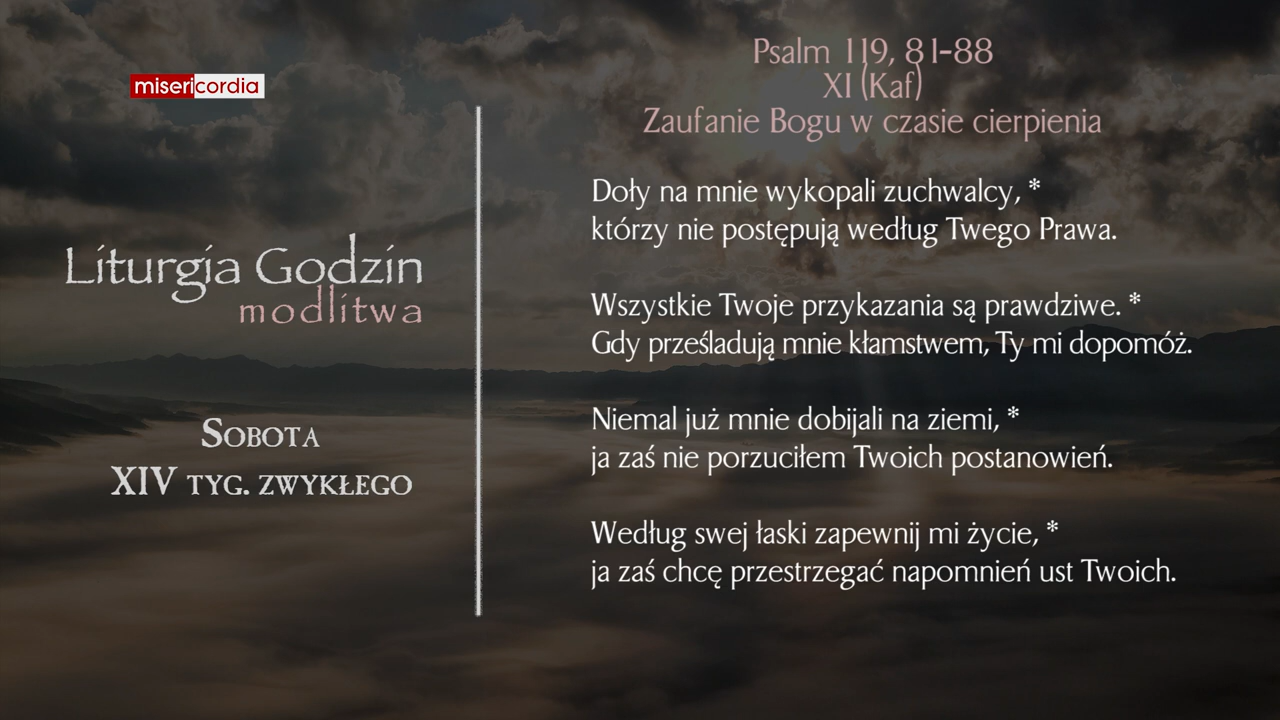 misericordia
Liturgia Godzin
modlitwa
Sobota
XIV tyg. zwykłego
Psalm 119, 81-88
XI (Kaf)
Zaufanie Bogu w czasie cierpienia
Doły na mnie wykopali zuchwalcy, *
którzy nie postępują według Twego Prawa.
Wszystkie Twoje przykazania są prawdziwe. *
Gdy prześladują mnie kłamstwem, Ty mi dopomóż.
Niemal już mnie dobijali na ziemi, *
ja zaś nie porzuciłem Twoich postanowień.
Według swej łaski zapewnij mi życie, *
ja zaś chcę przestrzegać napomnień ust Twoich.